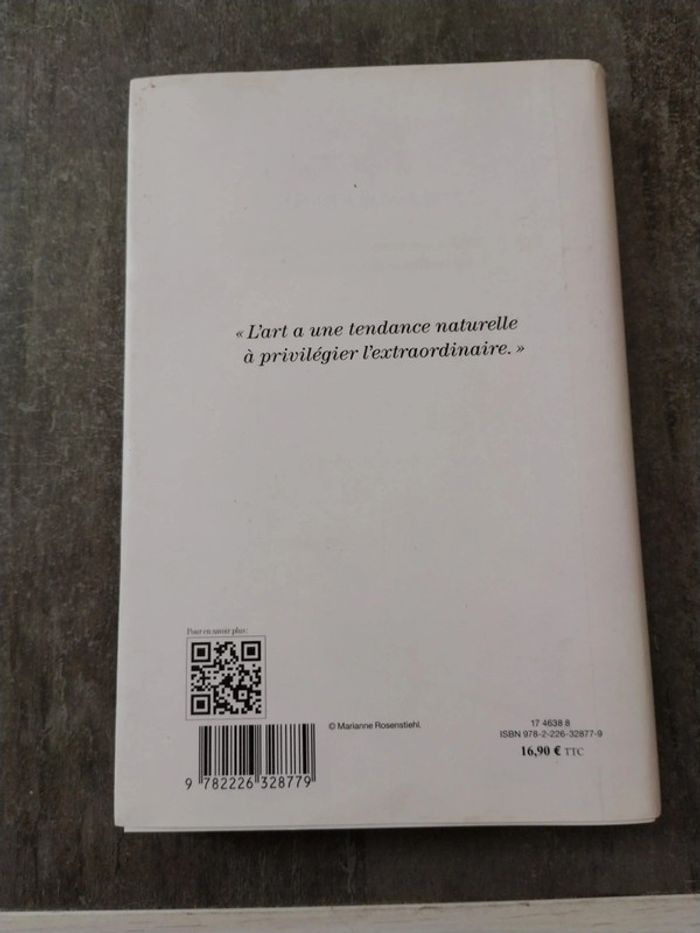 « L'art a une tendance naturelle
à privilégier l'extraordinaire. »
Pour en savoir plus :
© Marianne Rosenstiehl.
17 4638 8
ISBN 978-2-226-32877-9
16,90 € TTC
9 782226 328779